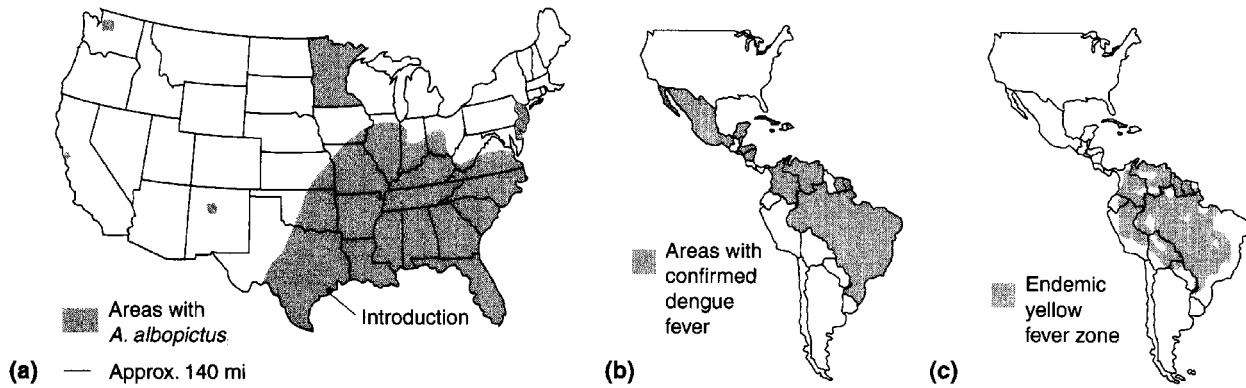 Areas with
A. albopictus
Introduction
(a)
Approx. 140 mi
Areas with
confirmed
dengue
fever
(b)
Endemic
yellow
fever zone
(c)